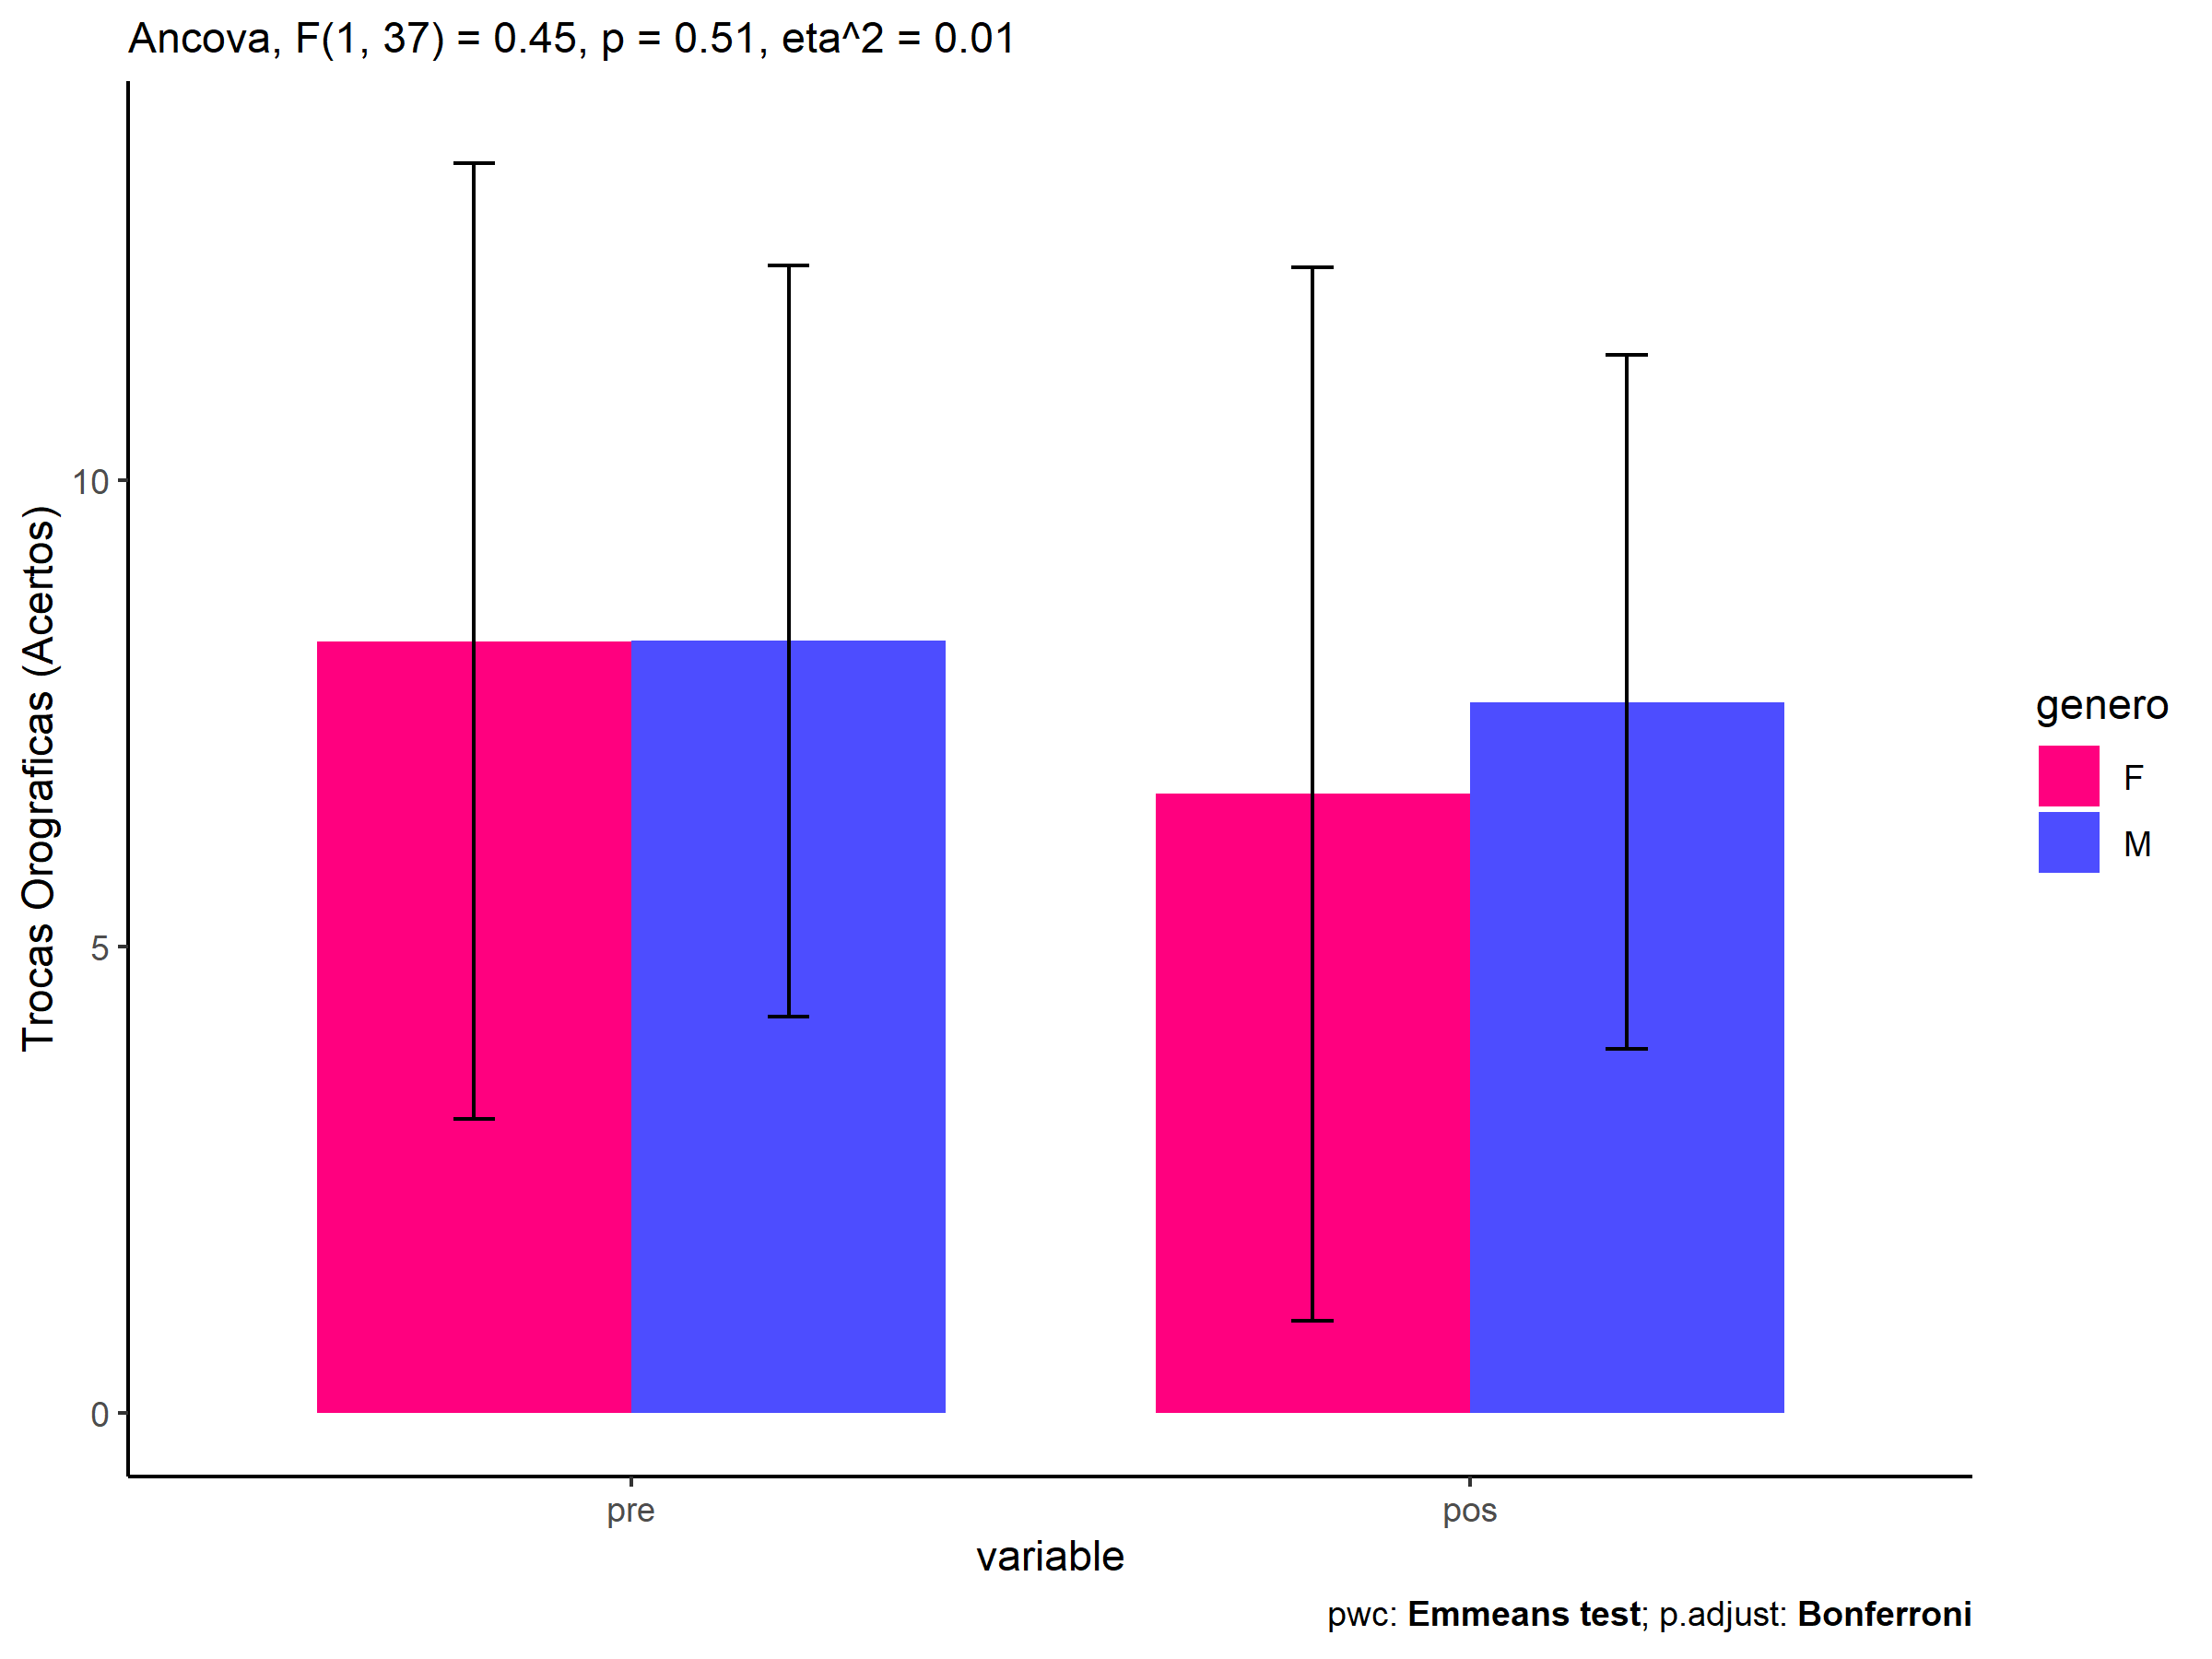 Ancova, F(1, 37) = 0.45, p = 0.51, eta^2 = 0.01
Trocas Orograficas (Acertos)
10
5
0
pre
pos
variable
genero
F
M
pwc: Emmeans test; p.adjust: Bonferroni